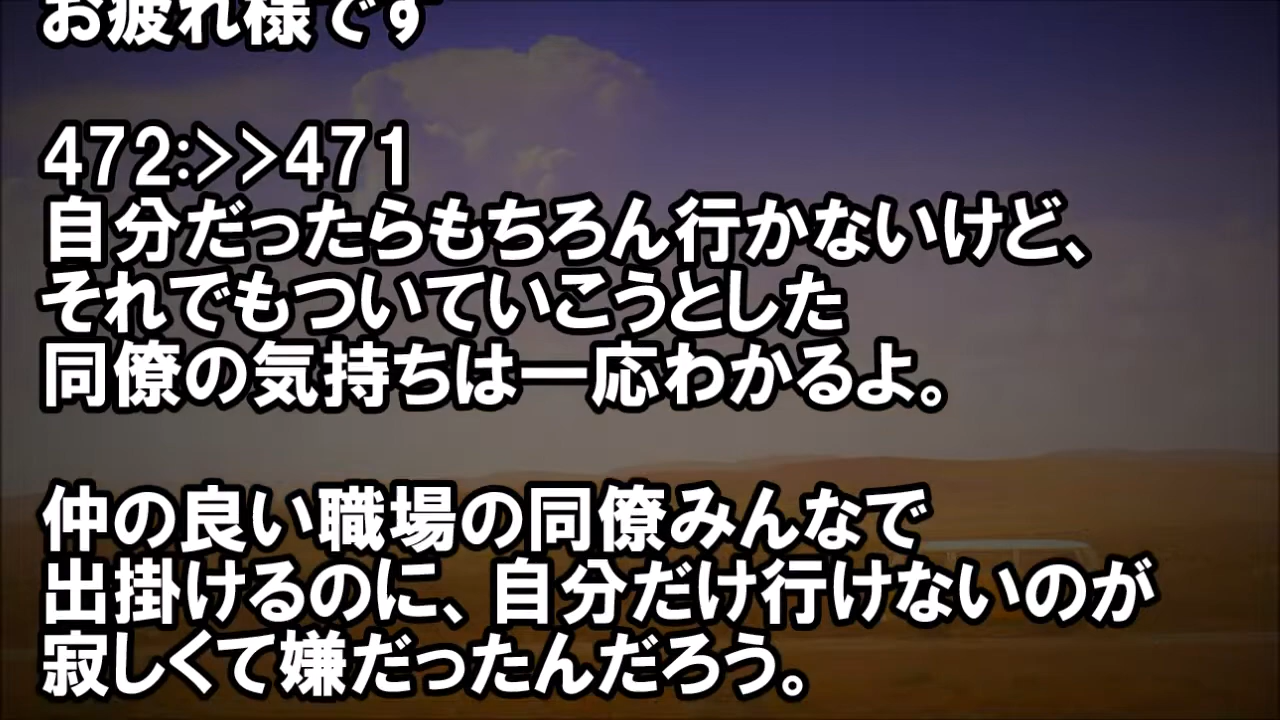 お疲れ様です
472:>>471
自分だったらもちろん行かないけど、
それでもついていこうとした
同僚の気持ちは一応わかるよ。
仲の良い職場の同僚みんなで
出掛けるのに、自分だけ行けないのが
寂しくて嫌だったんだろう。